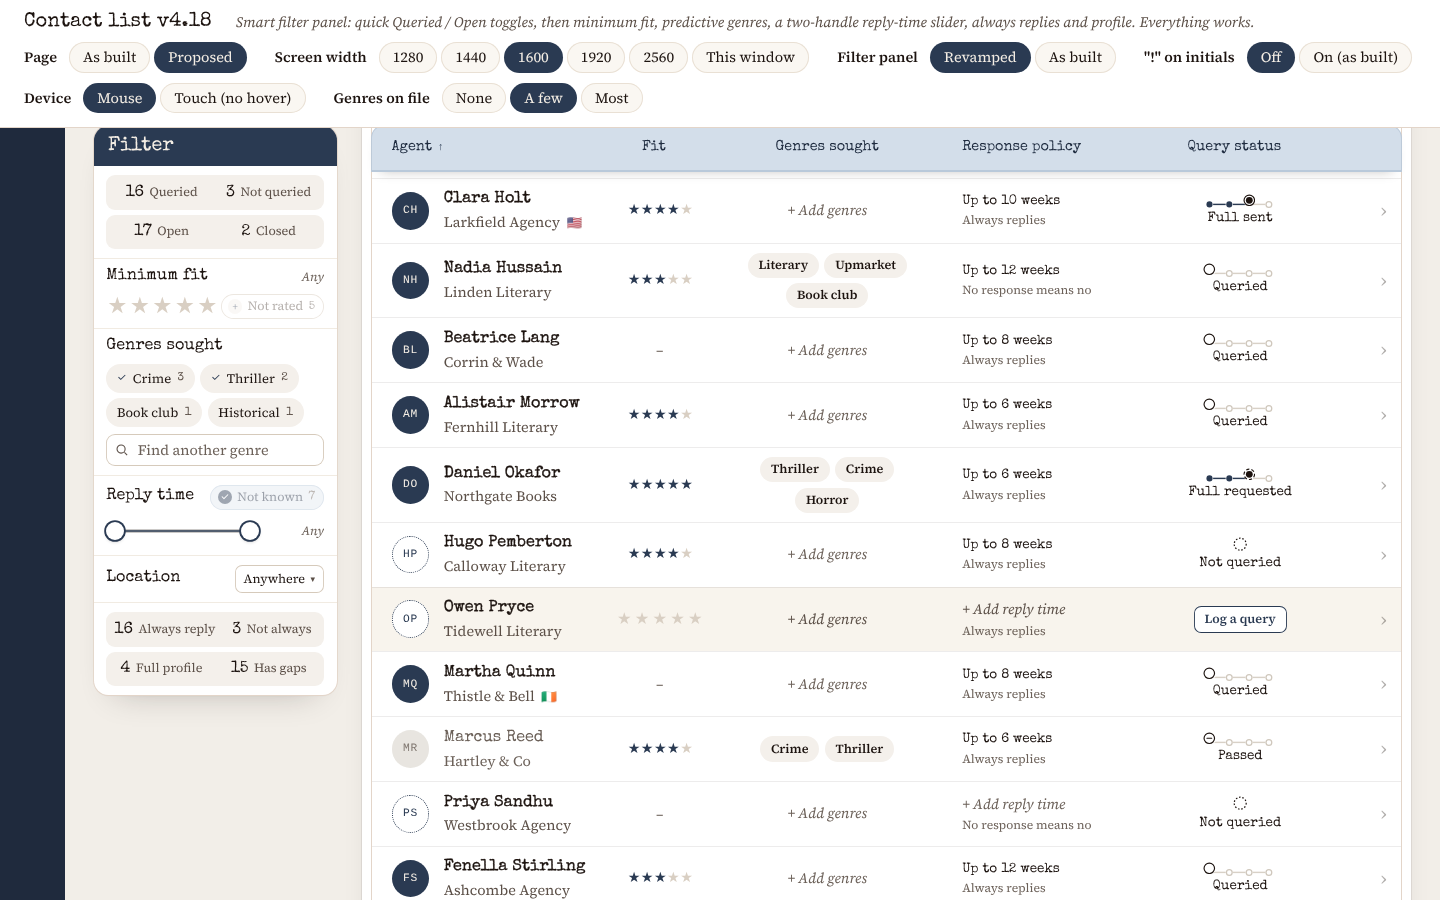 Contact list v4.18 Smart filter panel: quick Queried / Open toggles, then minimum fit, predictive genres, a two-handle reply-time slider, always replies and profile. Everything works.
Page As built Proposed Screen width 1280 1440 1600 1920 2560 This window Filter panel Revamped As built "!" on initials Off On (as built)
Device Mouse Touch (no hover) Genres on file None A few Most
Filter
16 Queried 3 Not queried
17 Open 2 Closed
Minimum fit Any
+ Not rated 5
Genres sought
✓ Crime 3 ✓ Thriller 2
Book club 1 Historical 1
Find another genre
Reply time Not known 7
Any
Location Anywhere ▾
16 Always reply 3 Not always
4 Full profile 15 Has gaps
Agent ↑ Fit Genres sought Response policy Query status
CH Clara Holt ★★★★★ + Add genres Up to 10 weeks
Larkfield Agency 🇺🇸 Always replies Full sent
NH Nadia Hussain ★★★★★ Literary Upmarket Up to 12 weeks
Linden Literary Book club No response means no Queried
BL Beatrice Lang – + Add genres Up to 8 weeks
Corrin & Wade Always replies Queried
AM Alistair Morrow ★★★★★ + Add genres Up to 6 weeks
Fernhill Literary Always replies Queried
DO Daniel Okafor ★★★★★ Thriller Crime Up to 6 weeks
Northgate Books Horror Always replies Full requested
HP Hugo Pemberton ★★★★★ + Add genres Up to 8 weeks
Calloway Literary Always replies Not queried
OP Owen Pryce ★★★★★ + Add genres + Add reply time Log a query
Tidewell Literary Always replies
MQ Martha Quinn – + Add genres Up to 8 weeks
Thistle & Bell 🇮🇪 Always replies Queried
MR Marcus Reed ★★★★★ Crime Thriller Up to 6 weeks
Hartley & Co Always replies Passed
PS Priya Sandhu – + Add genres + Add reply time
Westbrook Agency No response means no Not queried
FS Fenella Stirling ★★★★★ + Add genres Up to 12 weeks
Ashcombe Agency Always replies Queried